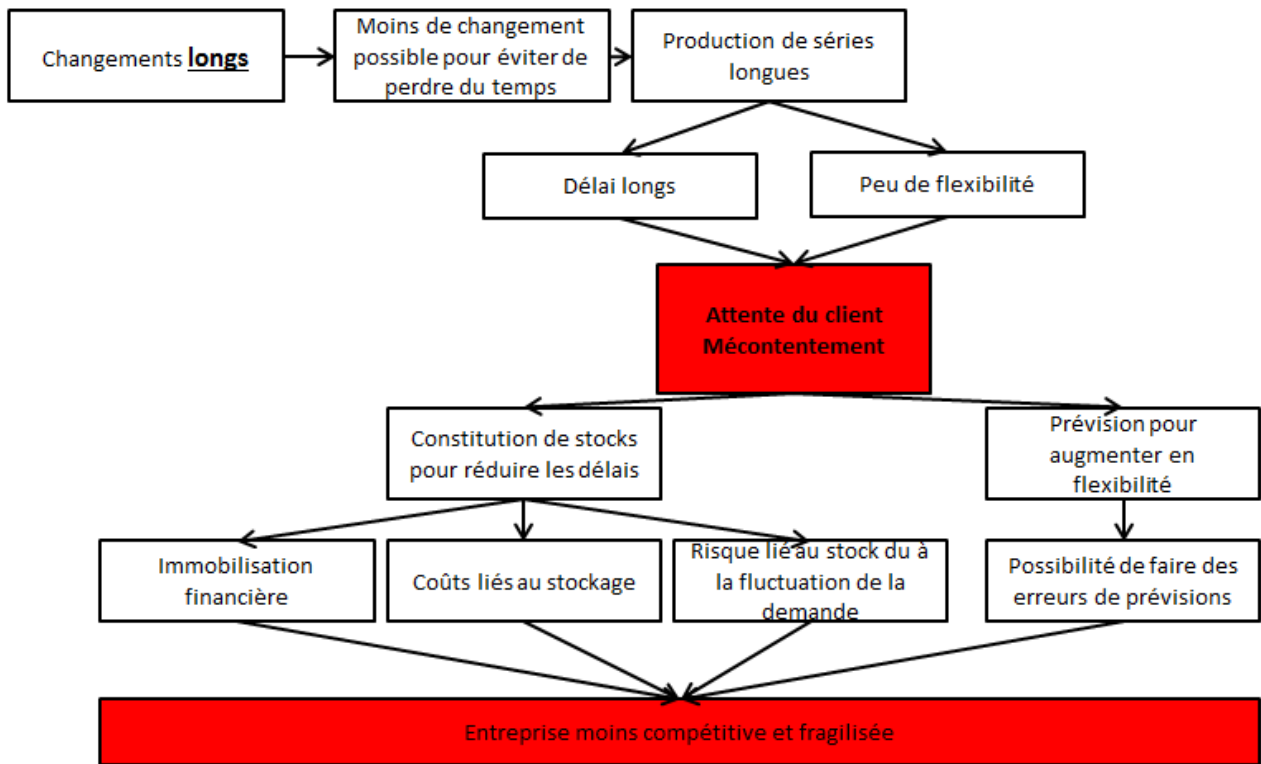 Changements longs
Moins de changement
possible pour éviter de
perdre du temps
Production de séries
longues
Délai longs
Peu de flexibilité
Attente du client
Mécontentement
Constitution de stocks
pour réduire les délais
Prévision pour
augmenter en
flexibilité
Immobilisation
financière
Coûts liés au stockage
Risque lié au stock du à
la fluctuation de la
demande
Possibilité de faire des
erreurs de prévisions
Entreprise moins compétitive et fragilisée